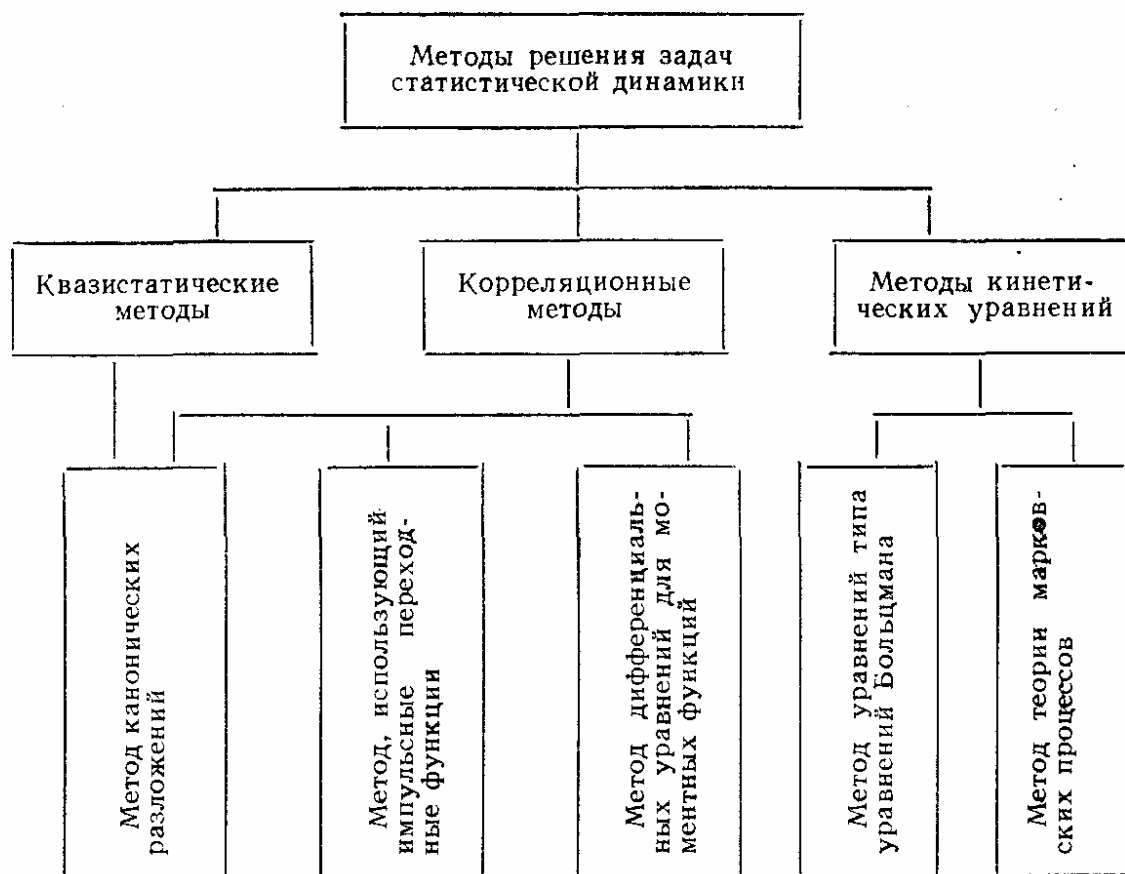 Методы решения задач
статистической динамики
Квазистатические
методы
Корреляционные
методы
Методы кинети-
ческих уравнений
Метод канонических
разложений
Метод, использующий
импульсные переход-
ные функции
Метод дифференциаль-
ных уравнений для мо-
ментных функций
Метод уравнений типа
уравнений Больцмана
Метод теории марков-
ских процессов